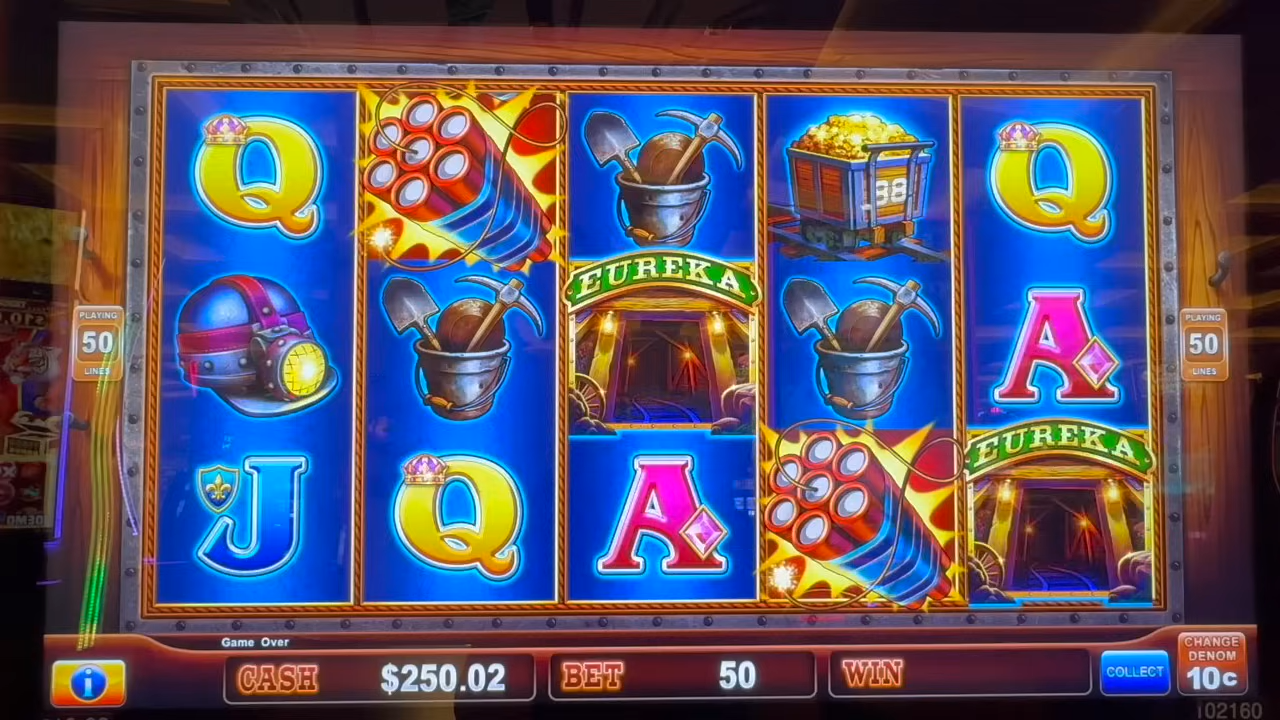 Q
Q
38
EUREKA
A
PLAYING
50
LINES
PLAYING
50
LINES
J
Q
A
EUREKA
Game Over
CASH $250.02 BET 50 WIN
COLLECT
CHANGE
DENOM
10¢
i
102160